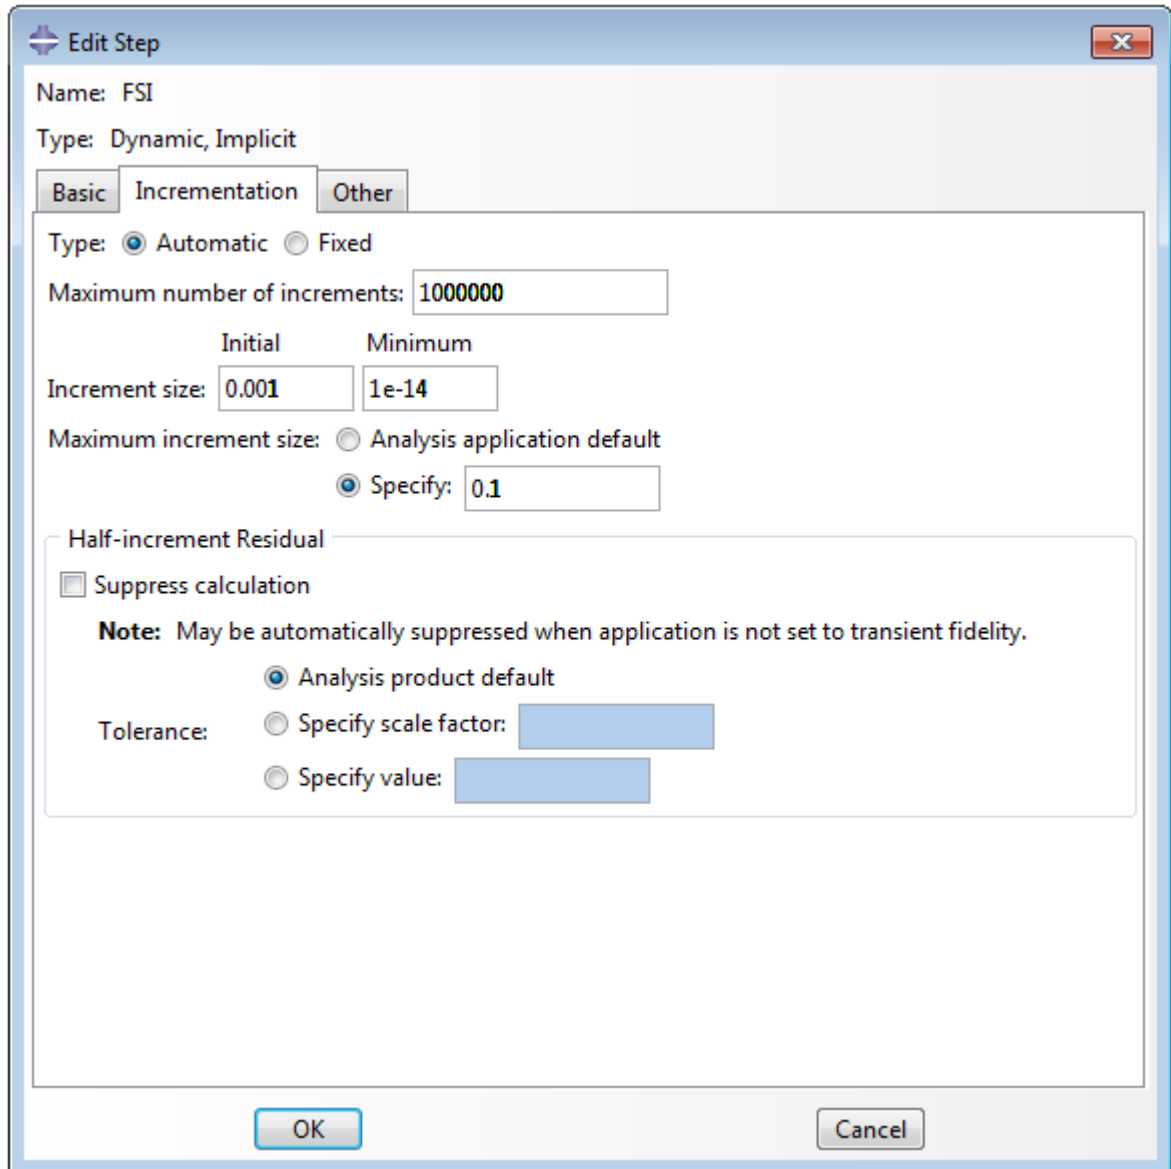 Edit Step
Name: FSI
Type: Dynamic, Implicit
Basic Incrementation Other
Type: Automatic Fixed
Maximum number of increments: 1000000
Initial Minimum
Increment size: 0.001 1e-14
Maximum increment size: Analysis application default
Specify: 0.1
Half-increment Residual
Suppress calculation
Note: May be automatically suppressed when application is not set to transient fidelity.
Analysis product default
Tolerance: Specify scale factor:
Specify value:
OK Cancel